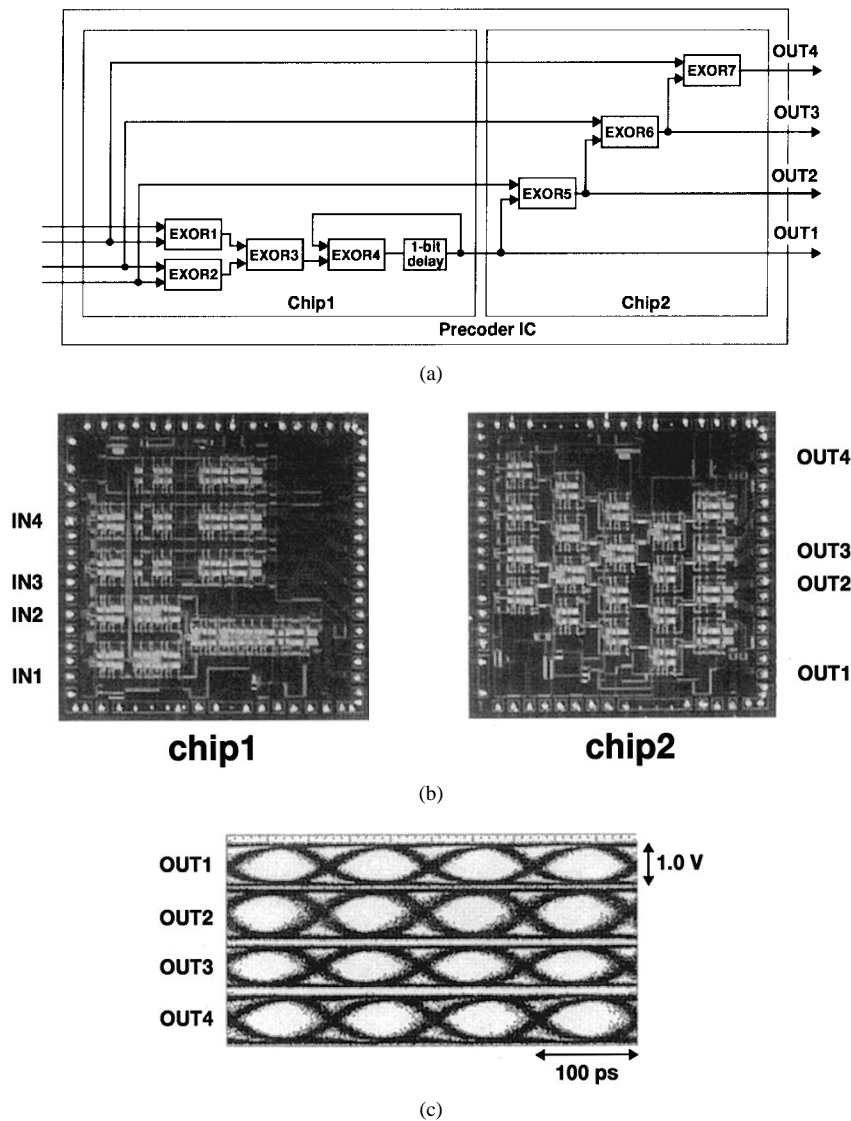 OUT4
EXOR7
OUT3
EXOR6
OUT2
EXOR5
OUT1
EXOR1
EXOR3
EXOR4
1-bit
delay
EXOR2
Chip1
Chip2
Precoder IC
(a)
OUT4
IN4
OUT3
IN3
OUT2
IN2
IN1
OUT1
chip1
chip2
(b)
OUT1
1.0 V
OUT2
OUT3
OUT4
100 ps
(c)